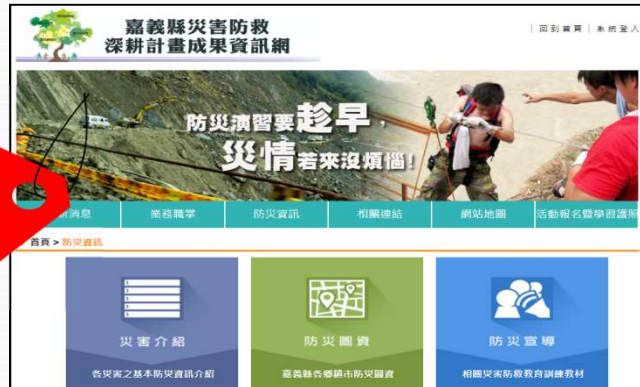 嘉義縣災害防救
深耕計畫成果資訊網
| 回到首頁 | 系統登入
防災演習要趁早，
災情若來沒煩惱！
消息
業務職掌
防災資訊
相關連結
網站地圖
活動報名暨學習護照
首頁 > 防災資訊
災害介紹
防災圖資
防災宣導
各災害之基本防災資訊介紹
嘉義縣各鄉鎮市防災圖資
相關災害防救教育訓練教材